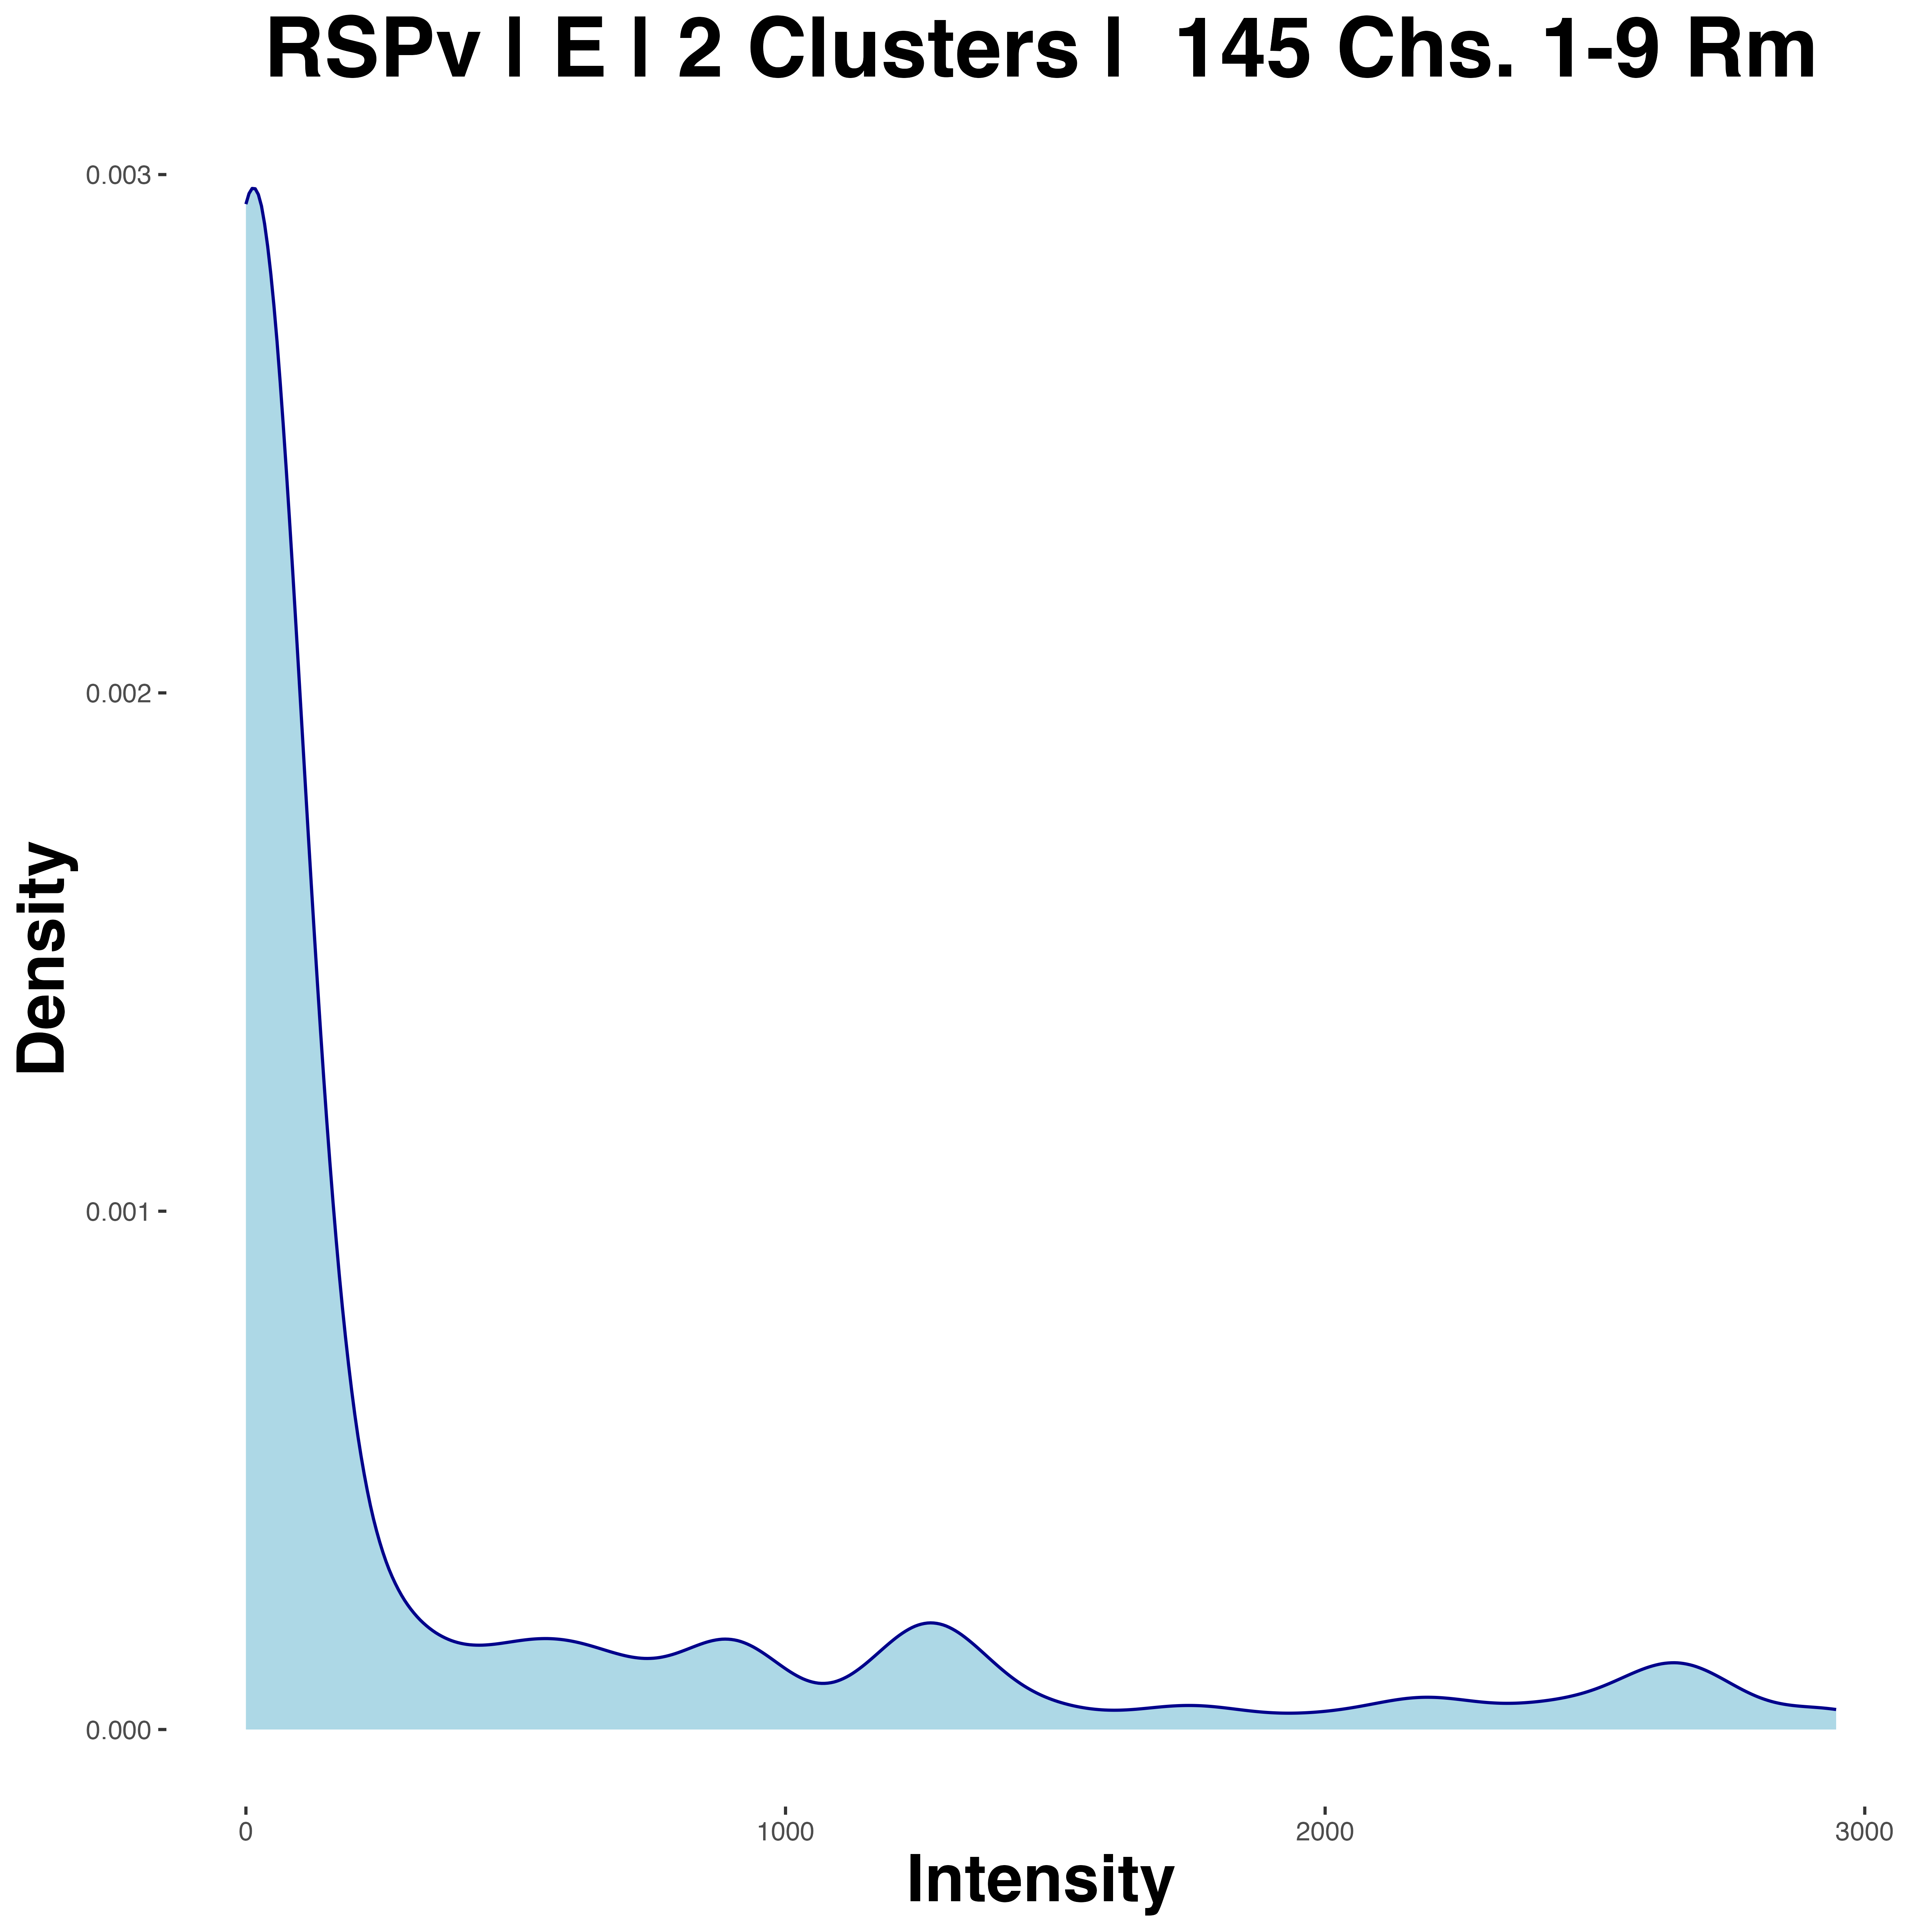 RSPv | E | 2 Clusters |  145 Chs. 1-9 Rm
0.003
0.002
0.001
0.000
Density
0
1000
2000
3000
Intensity